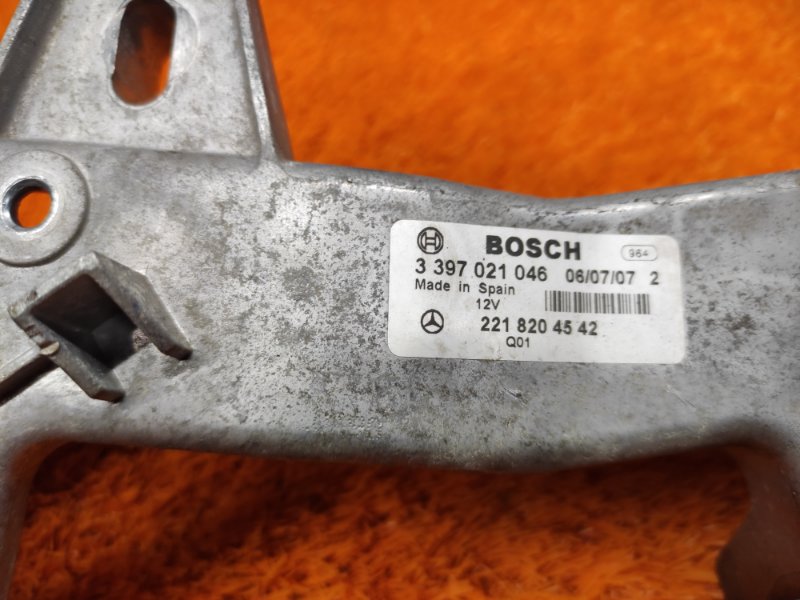 BOSCH 964
3 397 021 046 06/07/07 2
Made in Spain
12V
221 820 45 42
Q01